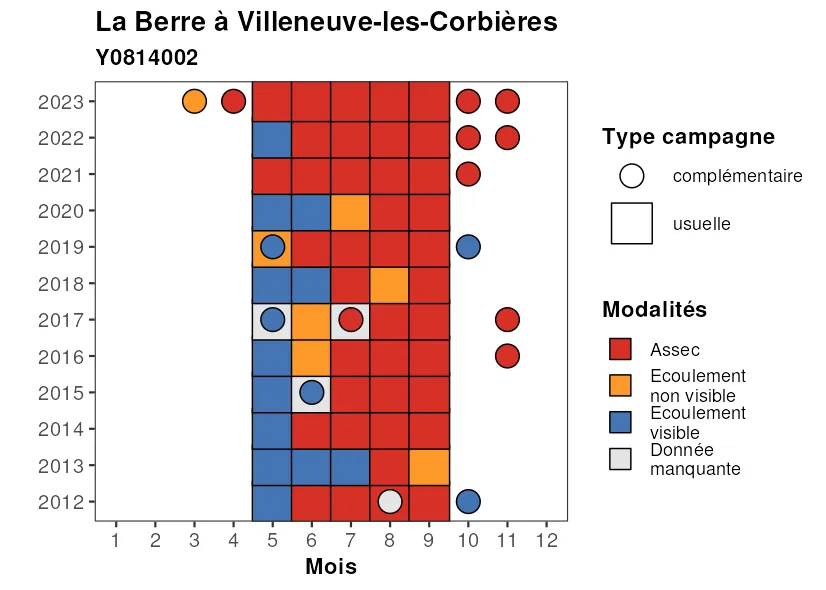 La Berre à Villeneuve-les-Corbières
Y0814002
2023
2022
2021
2020
2019
2018
2017
2016
2015
2014
2013
2012
1 2 3 4 5 6 7 8 9 10 11 12
Mois
Type campagne
complémentaire
usuelle
Modalités
Assec
Ecoulement
non visible
Ecoulement
visible
Donnée
manquante